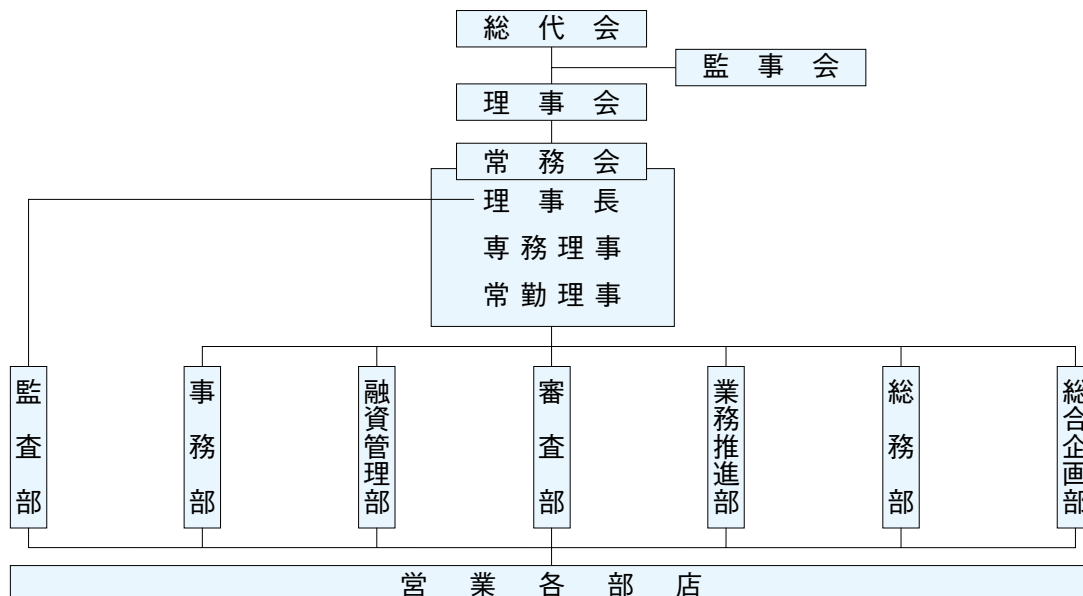 総代会
監事会
理事会
常務会
理事長
専務理事
常勤理事
監査部
事務部
融資管理部
審査部
業務推進部
総務部
総合企画部
営業各部店